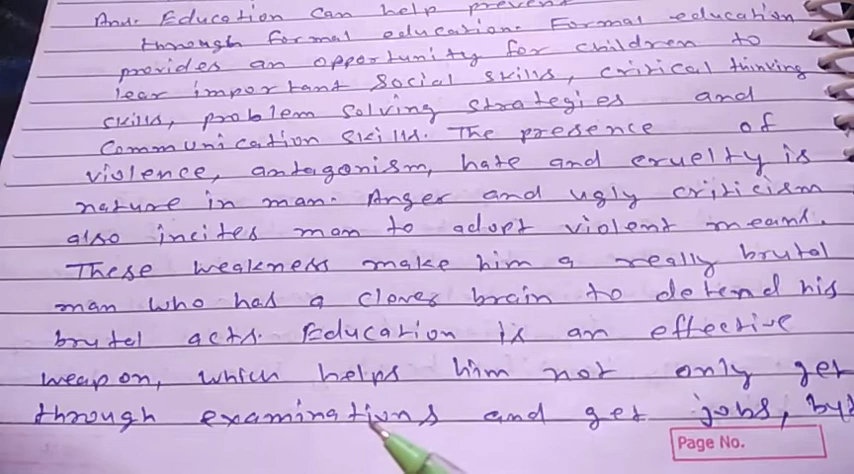 Ans. Education can help prevent
through formal education. Formal education
provides an opportunity for children to
lear important social skills, critical thinking
skills, problem solving strategies and
communication skills. The presence of
violence, antagonism, hate and cruelty is
nature in man. Anger and ugly criticism
also incites man to adopt violent means.
These weakness make him a really brutal
man who has a clover brain to defend his
brutal acts. Education is an effective
weapon, which helps him not only get
through examinations and get jobs, but
Page No.